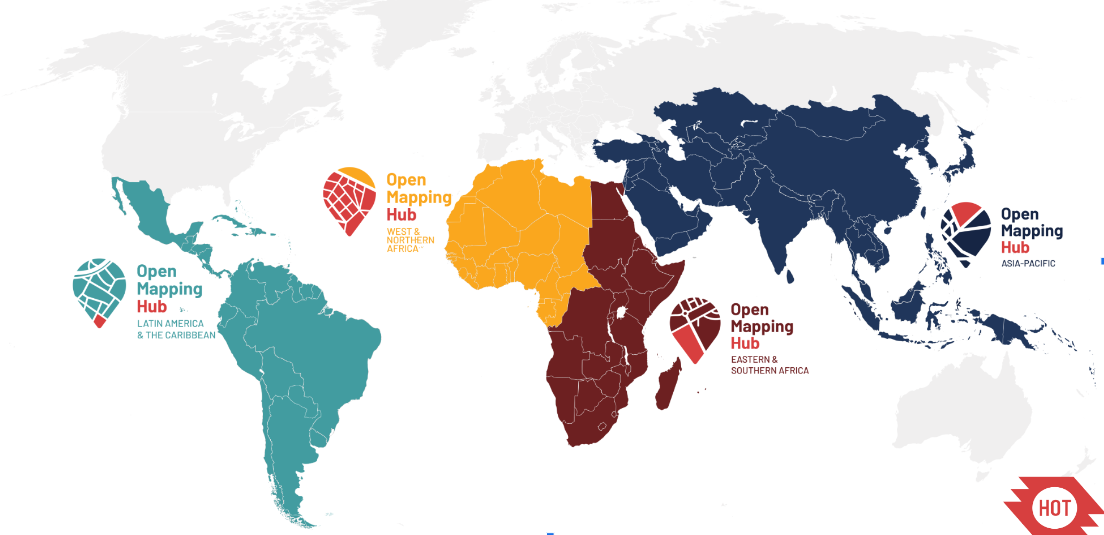 Open
Mapping
Hub
WEST &
NORTHERN
AFRICA
Open
Mapping
Hub
ASIA-PACIFIC
Open
Mapping
Hub
LATIN AMERICA
& THE CARIBBEAN
Open
Mapping
Hub
EASTERN &
SOUTHERN AFRICA
HOT